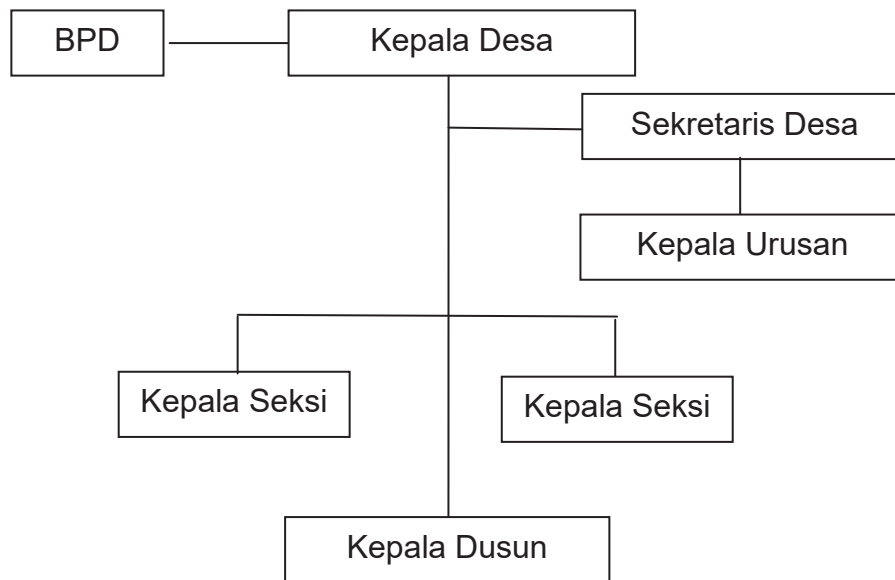 BPD
Kepala Desa
Sekretaris Desa
Kepala Urusan
Kepala Seksi
Kepala Seksi
Kepala Dusun